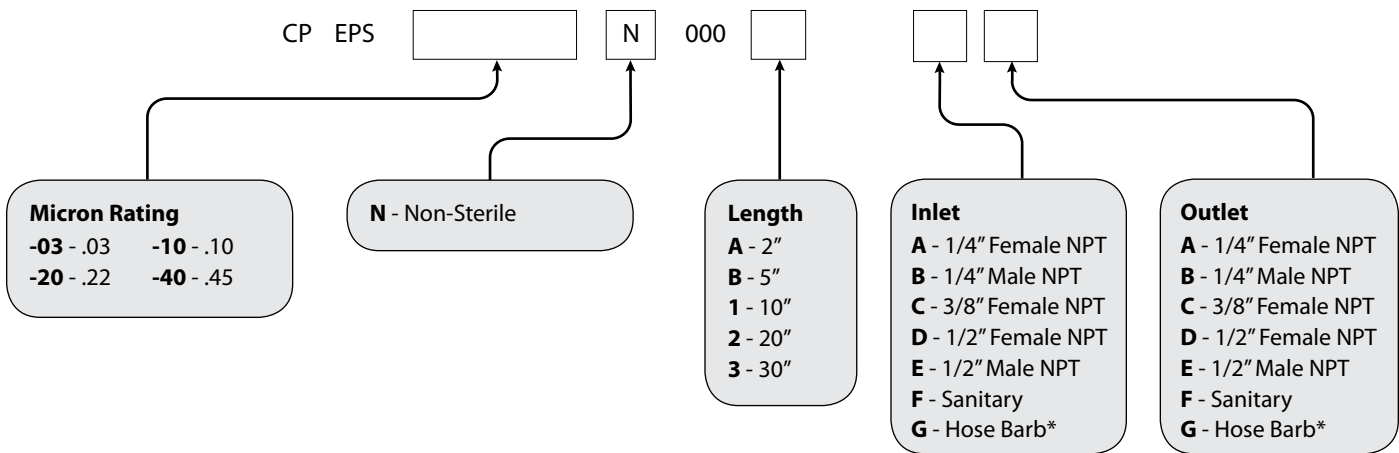 CP EPS N 000
Micron Rating
-03 - .03 -10 - .10
-20 - .22 -40 - .45
N - Non-Sterile
Length
A - 2”
B - 5”
1 - 10”
2 - 20”
3 - 30”
Inlet
A - 1/4” Female NPT
B - 1/4” Male NPT
C - 3/8” Female NPT
D - 1/2” Female NPT
E - 1/2” Male NPT
F - Sanitary
G - Hose Barb*
Outlet
A - 1/4” Female NPT
B - 1/4” Male NPT
C - 3/8” Female NPT
D - 1/2” Female NPT
E - 1/2” Male NPT
F - Sanitary
G - Hose Barb*